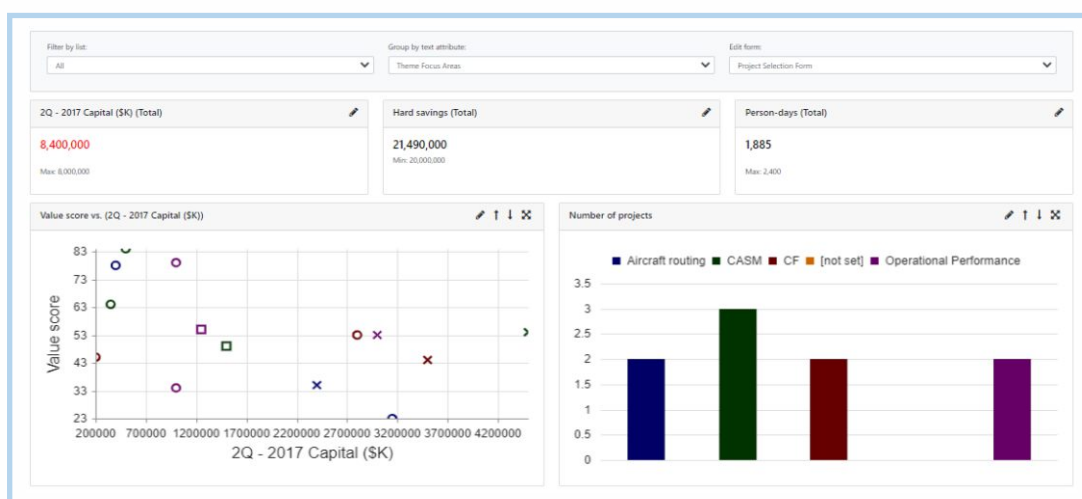 Filter by list:
Group by text attribute:
Edit form:
All
Theme Focus Areas
Project Selection Form
2Q - 2017 Capital ($K) (Total)
Hard savings (Total)
Person-days (Total)
8,400,000
21,490,000
1,885
Max: 8,000,000
Min: 20,000,000
Max: 2,400
Value score vs. (2Q - 2017 Capital ($K))
Number of projects
83
73
63
53
43
33
23
Value score
200000 700000 1200000 1700000 2200000 2700000 3200000 3700000 4200000
2Q - 2017 Capital ($K)
Aircraft routing CASM CF [not set] Operational Performance
3.5
3
2.5
2
1.5
1
0.5
0